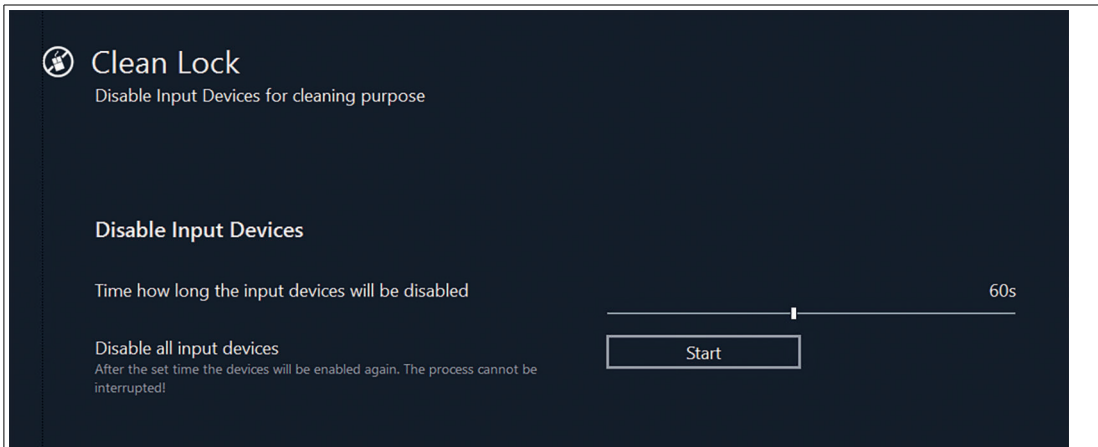 Clean Lock
Disable Input Devices for cleaning purpose
Disable Input Devices
Time how long the input devices will be disabled
60s
Disable all input devices
Start
After the set time the devices will be enabled again. The process cannot be
interrupted!